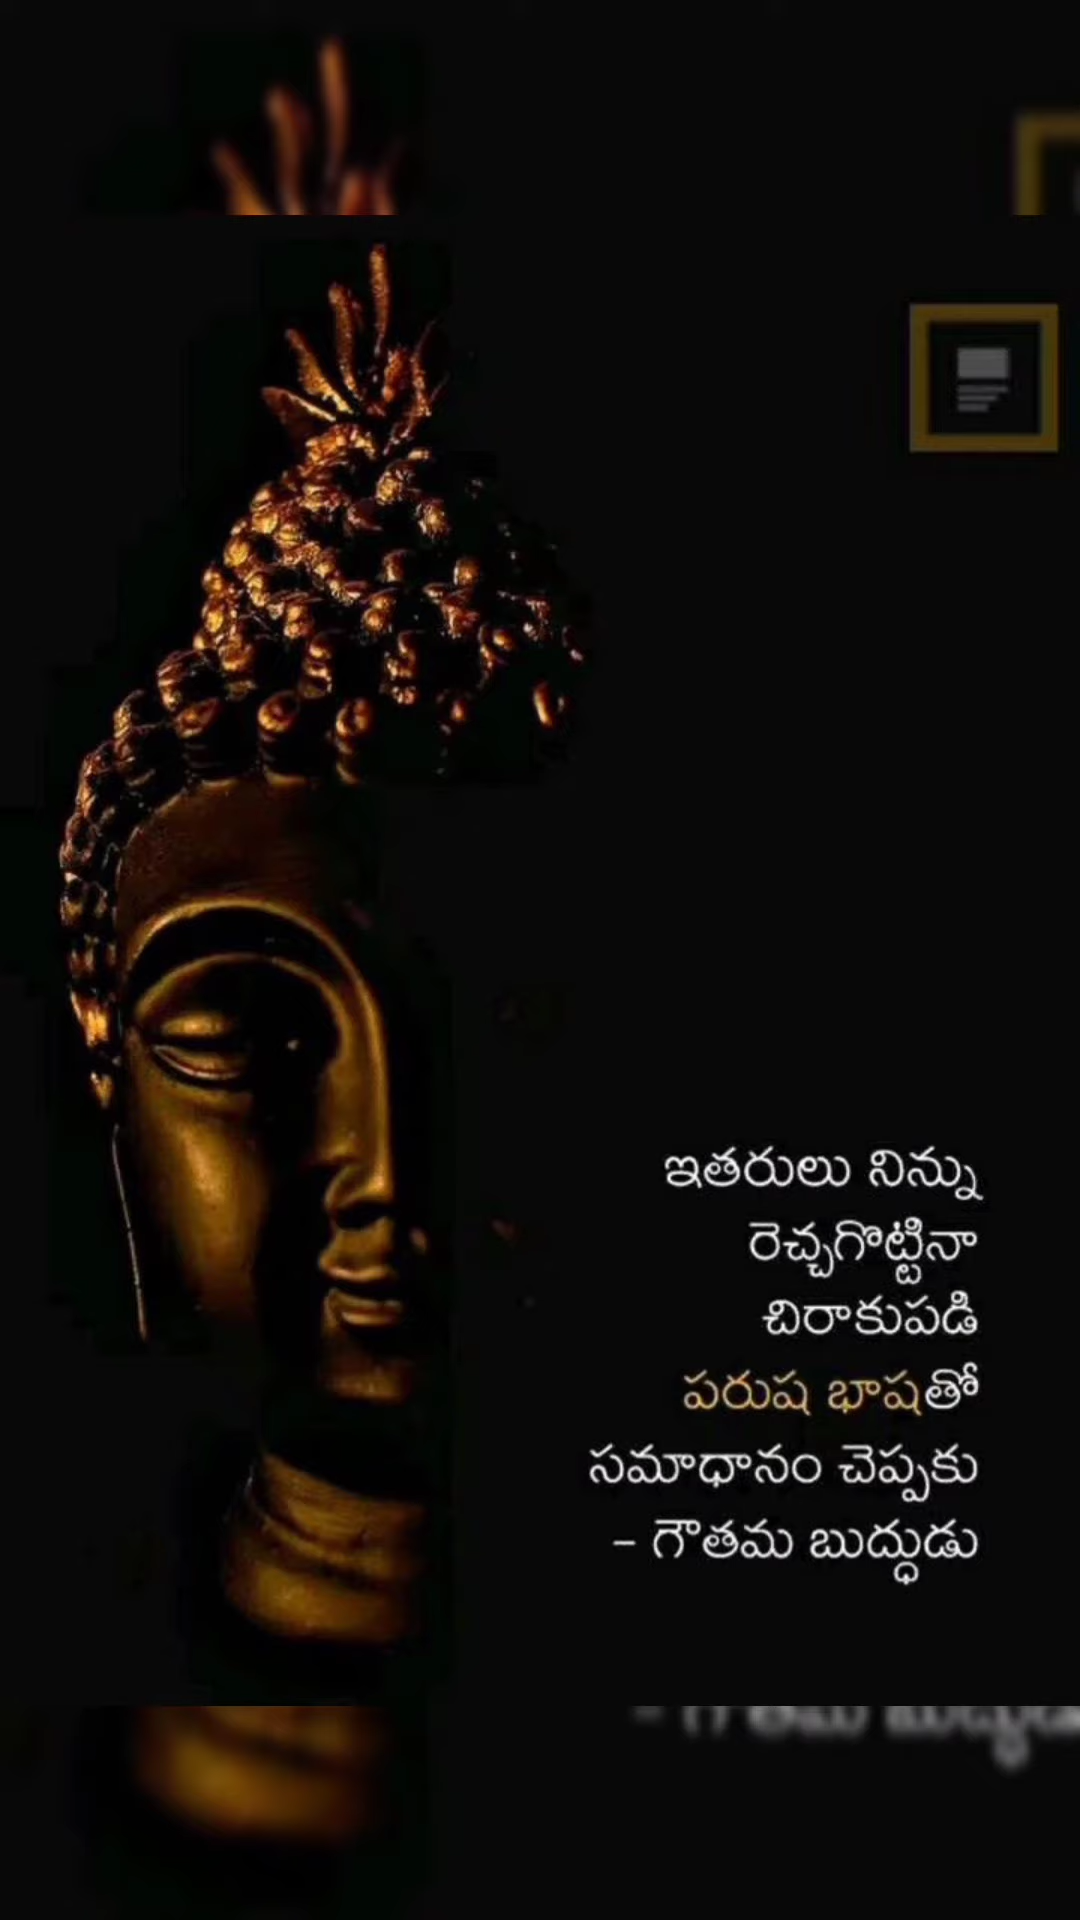 ఇతరులు నిన్ను
రెచ్చగొట్టినా
చిరాకుపడి
పరుష భాషతో
సమాధానం చెప్పకు
- గౌతమ బుద్ధుడు